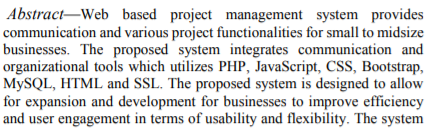 Abstract—Web based project management system provides
communication and various project functionalities for small to midsize
businesses. The proposed system integrates communication and
organizational tools which utilizes PHP, JavaScript, CSS, Bootstrap,
MySQL, HTML and SSL. The proposed system is designed to allow
for expansion and development for businesses to improve efficiency
and user engagement in terms of usability and flexibility. The system